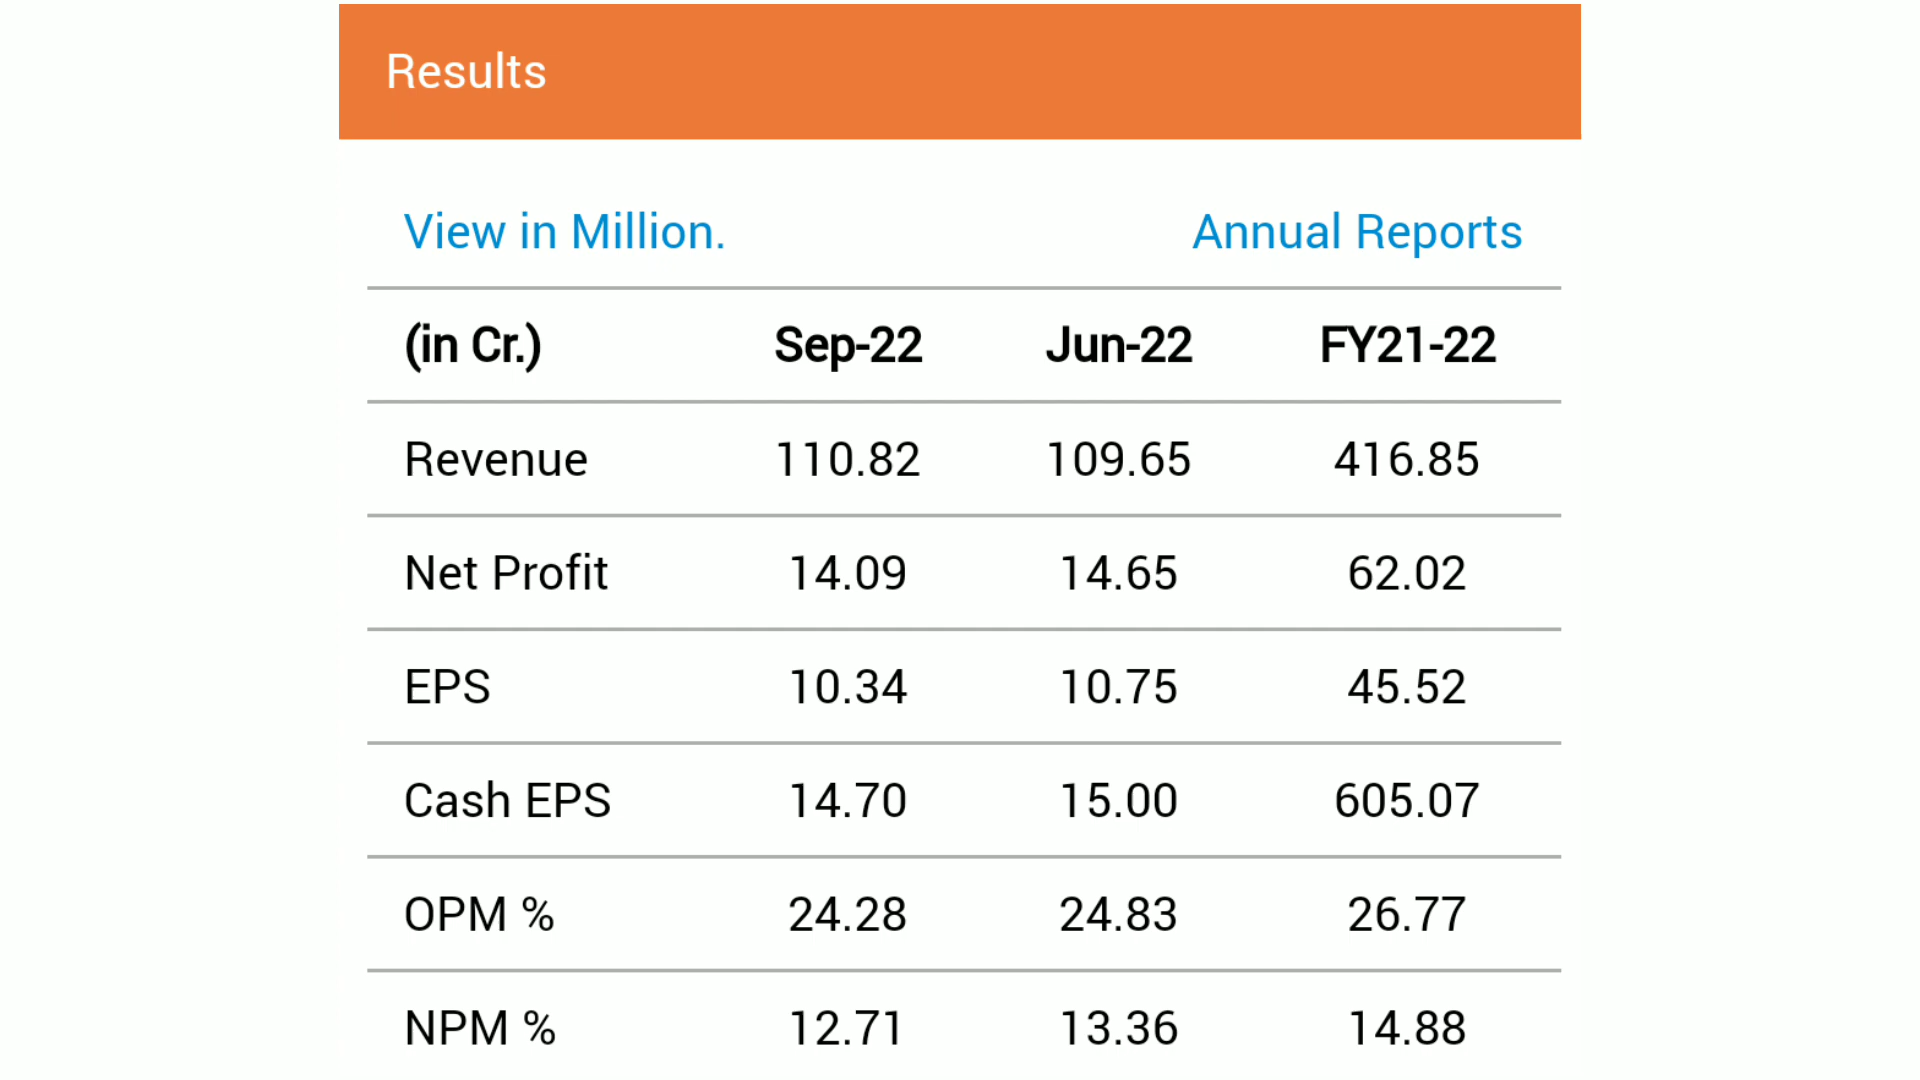 Results
View in Million. Annual Reports
(in Cr.) Sep-22 Jun-22 FY21-22
Revenue 110.82 109.65 416.85
Net Profit 14.09 14.65 62.02
EPS 10.34 10.75 45.52
Cash EPS 14.70 15.00 605.07
OPM % 24.28 24.83 26.77
NPM % 12.71 13.36 14.88